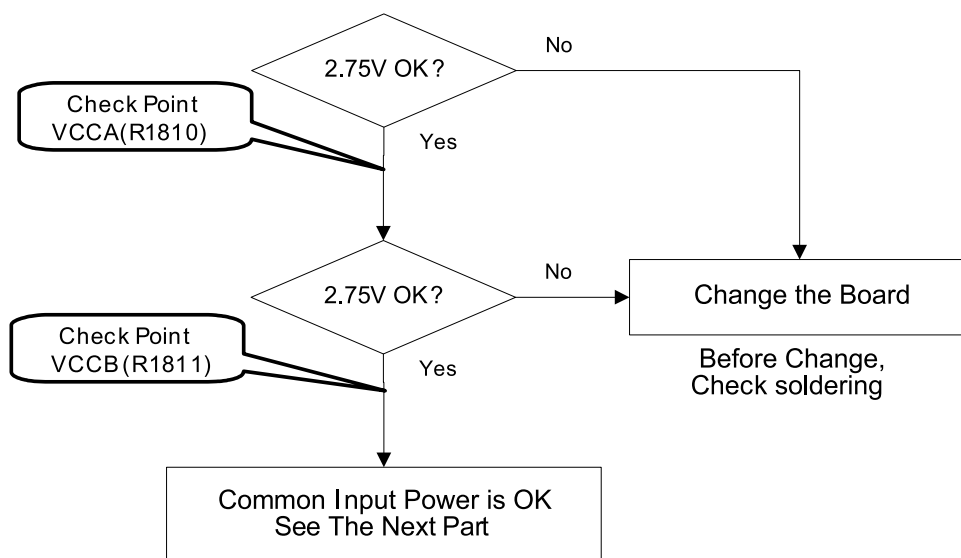 2.75V OK?
No
Check Point
VCCA(R1810)
Yes
2.75V OK?
No
Change the Board
Before Change,
Check soldering
Check Point
VCCB(R1811)
Yes
Common Input Power is OK
See The Next Part